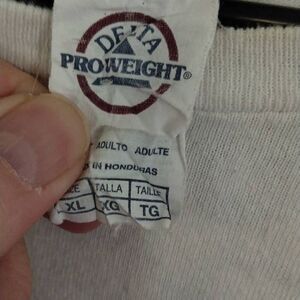 DELTA
PROWEIGHT®
ADULTO ADULTE
IN HONDURAS
TALLA TAILLE
XL XG TG